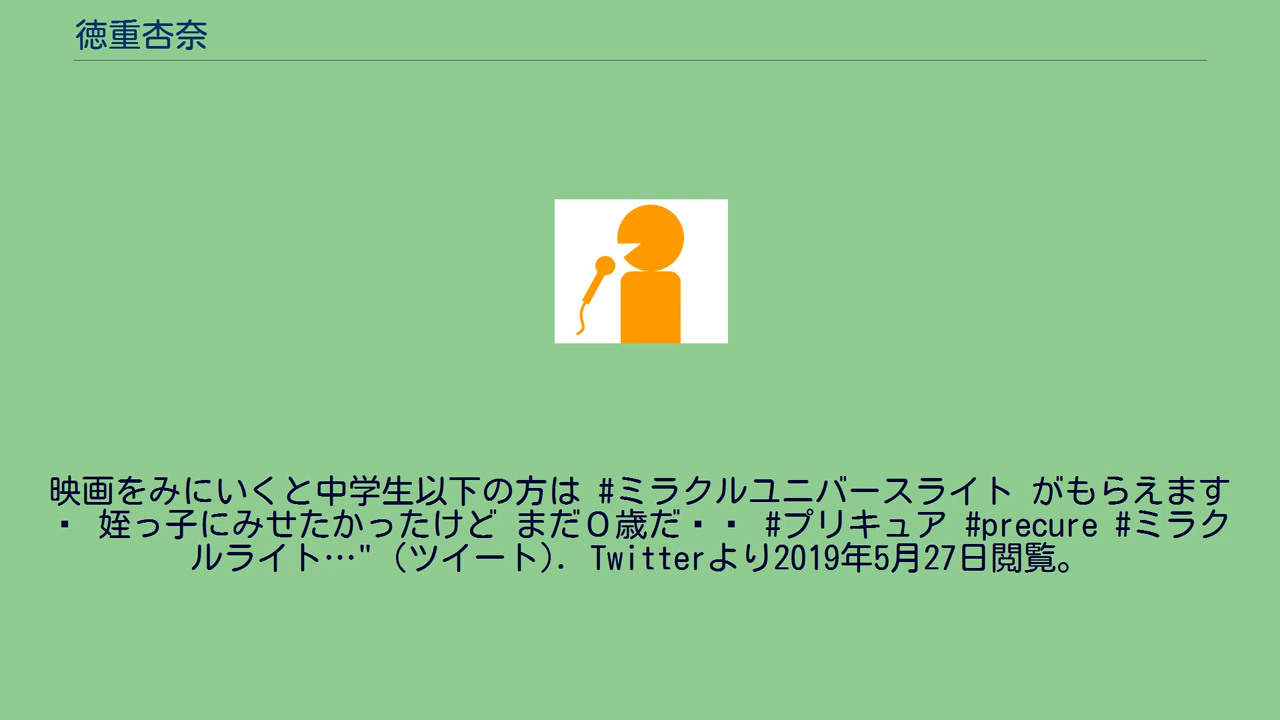 徳重杏奈
映画をみにいくと中学生以下の方は #ミラクルユニバースライト がもらえます
· 姪っ子にみせたかったけど まだ０歳だ·· #プリキュア #precure #ミラク
ルライト…" (ツイート). Twitterより2019年5月27日閲覧。